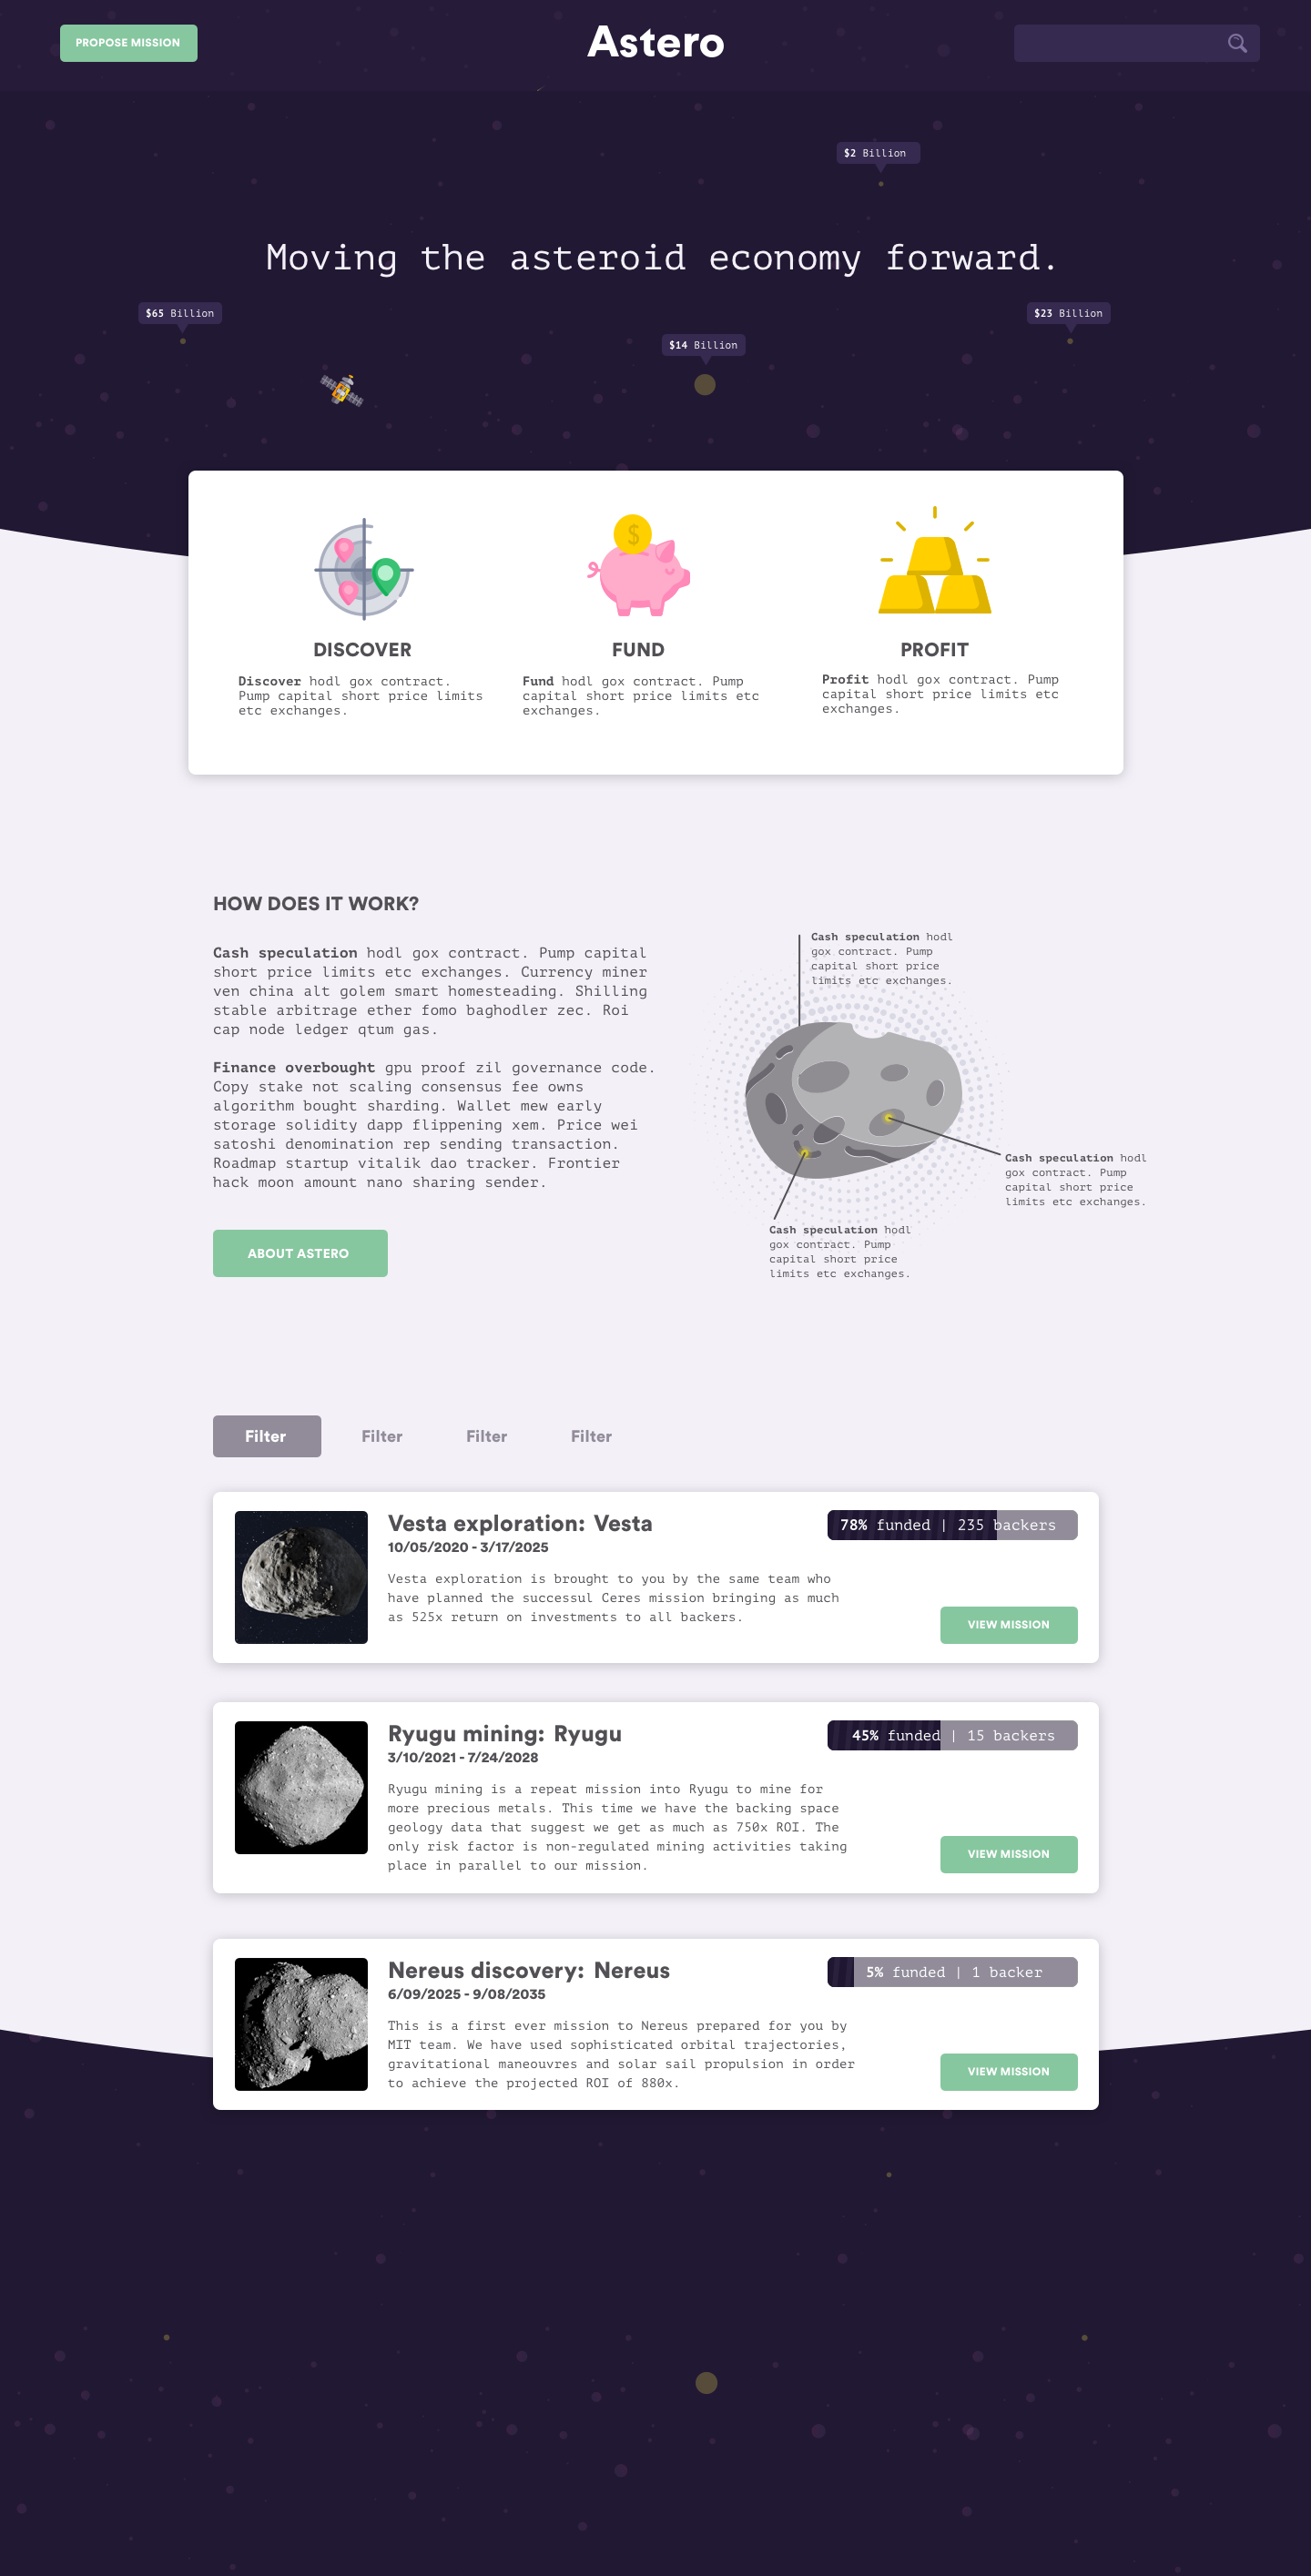 PROPOSE MISSION
Astero
$2 Billion
Moving the asteroid economy forward.
$65 Billion
$23 Billion
$14 Billion
$
DISCOVER
Discover hodl gox contract.
Pump capital short price limits
etc exchanges.
FUND
Fund hodl gox contract. Pump
capital short price limits etc
exchanges.
PROFIT
Profit hodl gox contract. Pump
capital short price limits etc
exchanges.
HOW DOES IT WORK?
Cash speculation hodl gox contract. Pump capital
short price limits etc exchanges. Currency miner
ven china alt golem smart homesteading. Shilling
stable arbitrage ether fomo baghodler zec. Roi
cap node ledger qtum gas.
Finance overbought gpu proof zil governance code.
Copy stake not scaling consensus fee owns
algorithm bought sharding. Wallet mew early
storage solidity dapp flippening xem. Price wei
satoshi denomination rep sending transaction.
Roadmap startup vitalik dao tracker. Frontier
hack moon amount nano sharing sender.
ABOUT ASTERO
Cash speculation hodl
gox contract. Pump
capital short price
limits etc exchanges.
Cash speculation hodl
gox contract. Pump
capital short price
limits etc exchanges.
Cash speculation hodl
gox contract. Pump
capital short price
limits etc exchanges.
Filter
Filter
Filter
Filter
Vesta exploration: Vesta
10/05/2020 - 3/17/2025
Vesta exploration is brought to you by the same team who
have planned the successul Ceres mission bringing as much
as 525x return on investments to all backers.
78% funded | 235 backers
VIEW MISSION
Ryugu mining: Ryugu
3/10/2021 - 7/24/2028
Ryugu mining is a repeat mission into Ryugu to mine for
more precious metals. This time we have the backing space
geology data that suggest we get as much as 750x ROI. The
only risk factor is non-regulated mining activities taking
place in parallel to our mission.
45% funded | 15 backers
VIEW MISSION
Nereus discovery: Nereus
6/09/2025 - 9/08/2035
This is a first ever mission to Nereus prepared for you by
MIT team. We have used sophisticated orbital trajectories,
gravitational maneouvres and solar sail propulsion in order
to achieve the projected ROI of 880x.
5% funded | 1 backer
VIEW MISSION